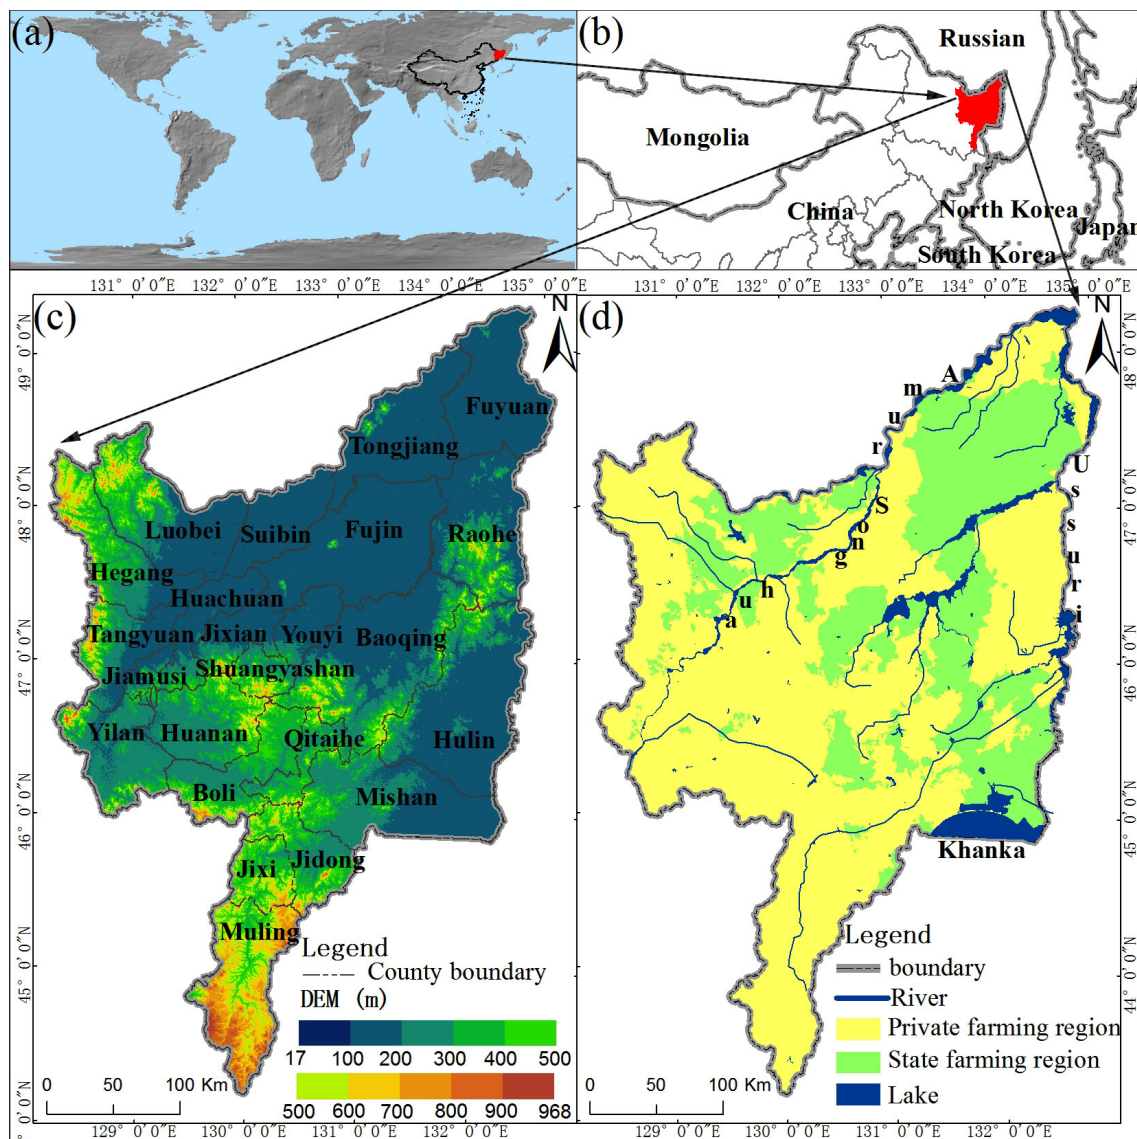 (a)
(b)
Russian
Mongolia
China
North Korea
South Korea
Japan
131° 0′0″E 132° 0′0″E 133° 0′0″E 134° 0′0″E 135° 0′0″E
131° 0′0″E 132° 0′0″E 133° 0′0″E 134° 0′0″E 135° 0′0″E
(c)
N
49° 0′0″N
48° 0′0″N
47° 0′0″N
46° 0′0″N
45° 0′0″N
Fuyuan
Tongjiang
Luobei
Suibin
Fujin
Raohe
Hegang
Huachuan
Tangyuan
Jixian
Youyi
Baoqing
Shuangyashan
Jiamusi
Yilan
Huanan
Qitaihe
Hulin
Boli
Mishan
Jixi
Jidong
Muling
Legend
County boundary
DEM (m)
17 100 200 300 400 500
500 600 700 800 900 968
0 50 100 Km
129° 0′0″E 130° 0′0″E 131° 0′0″E 132° 0′0″E
(d)
N
48° 0′0″N
47° 0′0″N
46° 0′0″N
45° 0′0″N
44° 0′0″N
Amur
Songhua
Ussuri
Khanka
Legend
boundary
River
Private farming region
State farming region
Lake
0 50 100 Km
129° 0′0″E 130° 0′0″E 131° 0′0″E 132° 0′0″E